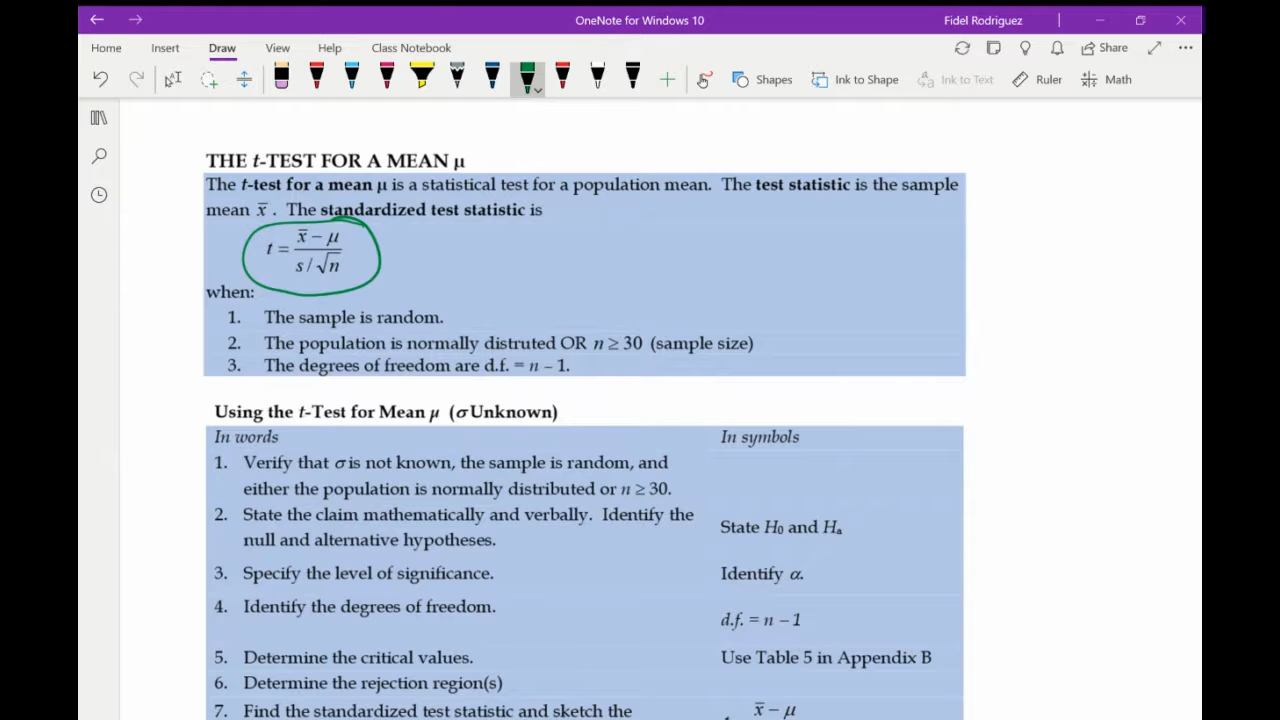 OneNote for Windows 10
Fidel Rodriguez
Home Insert Draw View Help Class Notebook
Share
Shapes Ink to Shape Ink to Text Ruler Math
THE t-TEST FOR A MEAN μ
The t-test for a mean μ is a statistical test for a population mean. The test statistic is the sample
mean x̄ . The standardized test statistic is
t = (x̄ − μ) / (s / √n)
when:
1. The sample is random.
2. The population is normally distruted OR n ≥ 30 (sample size)
3. The degrees of freedom are d.f. = n − 1.
Using the t-Test for Mean μ (σ Unknown)
In words In symbols
1. Verify that σ is not known, the sample is random, and
either the population is normally distributed or n ≥ 30.
2. State the claim mathematically and verbally. Identify the
null and alternative hypotheses.
State H₀ and Hₐ
3. Specify the level of significance. Identify α.
4. Identify the degrees of freedom.
d.f. = n − 1
5. Determine the critical values. Use Table 5 in Appendix B
6. Determine the rejection region(s)
7. Find the standardized test statistic and sketch the
x̄ − μ